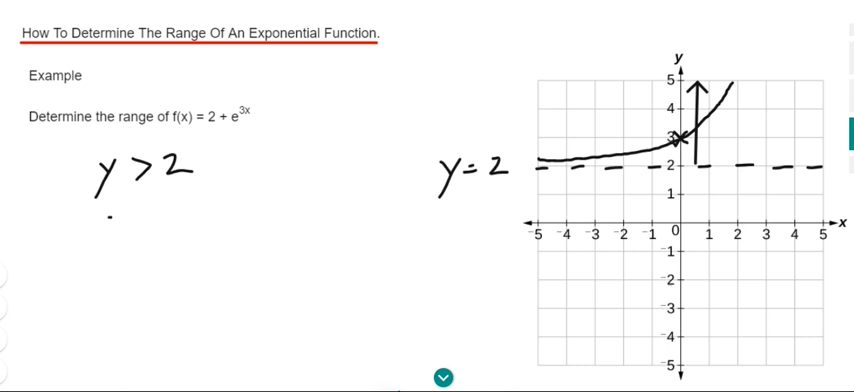 How To Determine The Range Of An Exponential Function.
Example
Determine the range of f(x) = 2 + e^3x
y > 2
y = 2
y
5
4
3
2
1
-5 -4 -3 -2 -1 0 1 2 3 4 5 x
-1
-2
-3
-4
-5